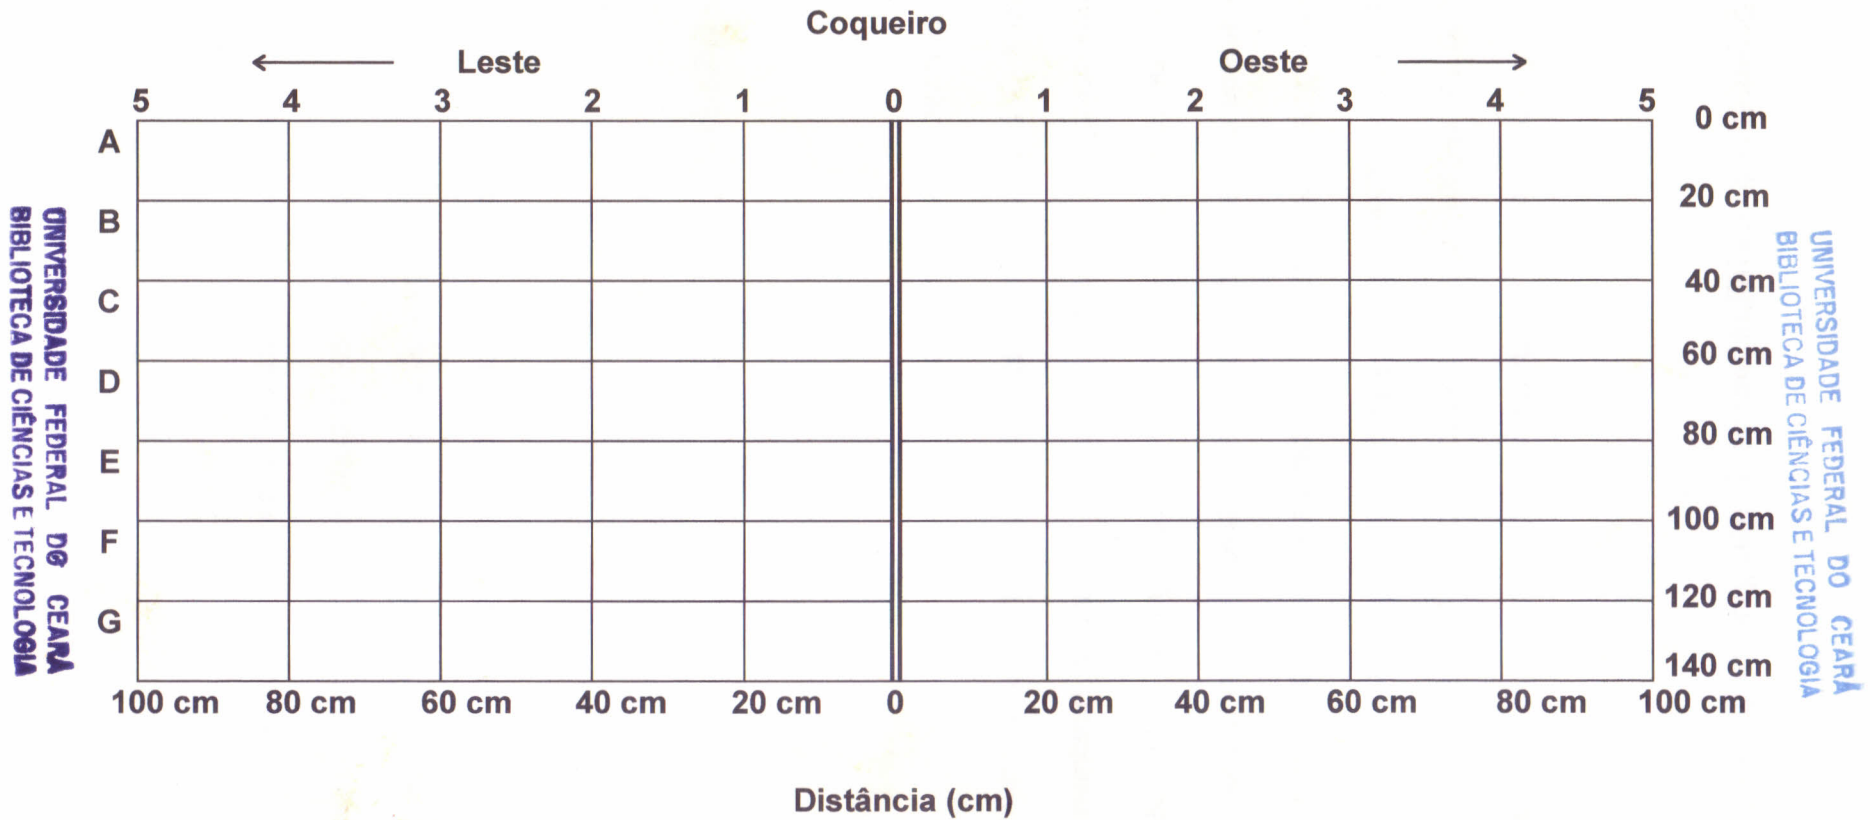 Coqueiro
Leste Oeste
5 4 3 2 1 0 1 2 3 4 5
0 cm
A
20 cm
B
40 cm
C
60 cm
D
80 cm
E
100 cm
F
120 cm
G
140 cm
100 cm 80 cm 60 cm 40 cm 20 cm 0 20 cm 40 cm 60 cm 80 cm 100 cm
Distância (cm)
UNIVERSIDADE FEDERAL DO CEARÁ
BIBLIOTECA DE CIÊNCIAS E TECNOLOGIA
UNIVERSIDADE FEDERAL DO CEARÁ
BIBLIOTECA DE CIÊNCIAS E TECNOLOGIA